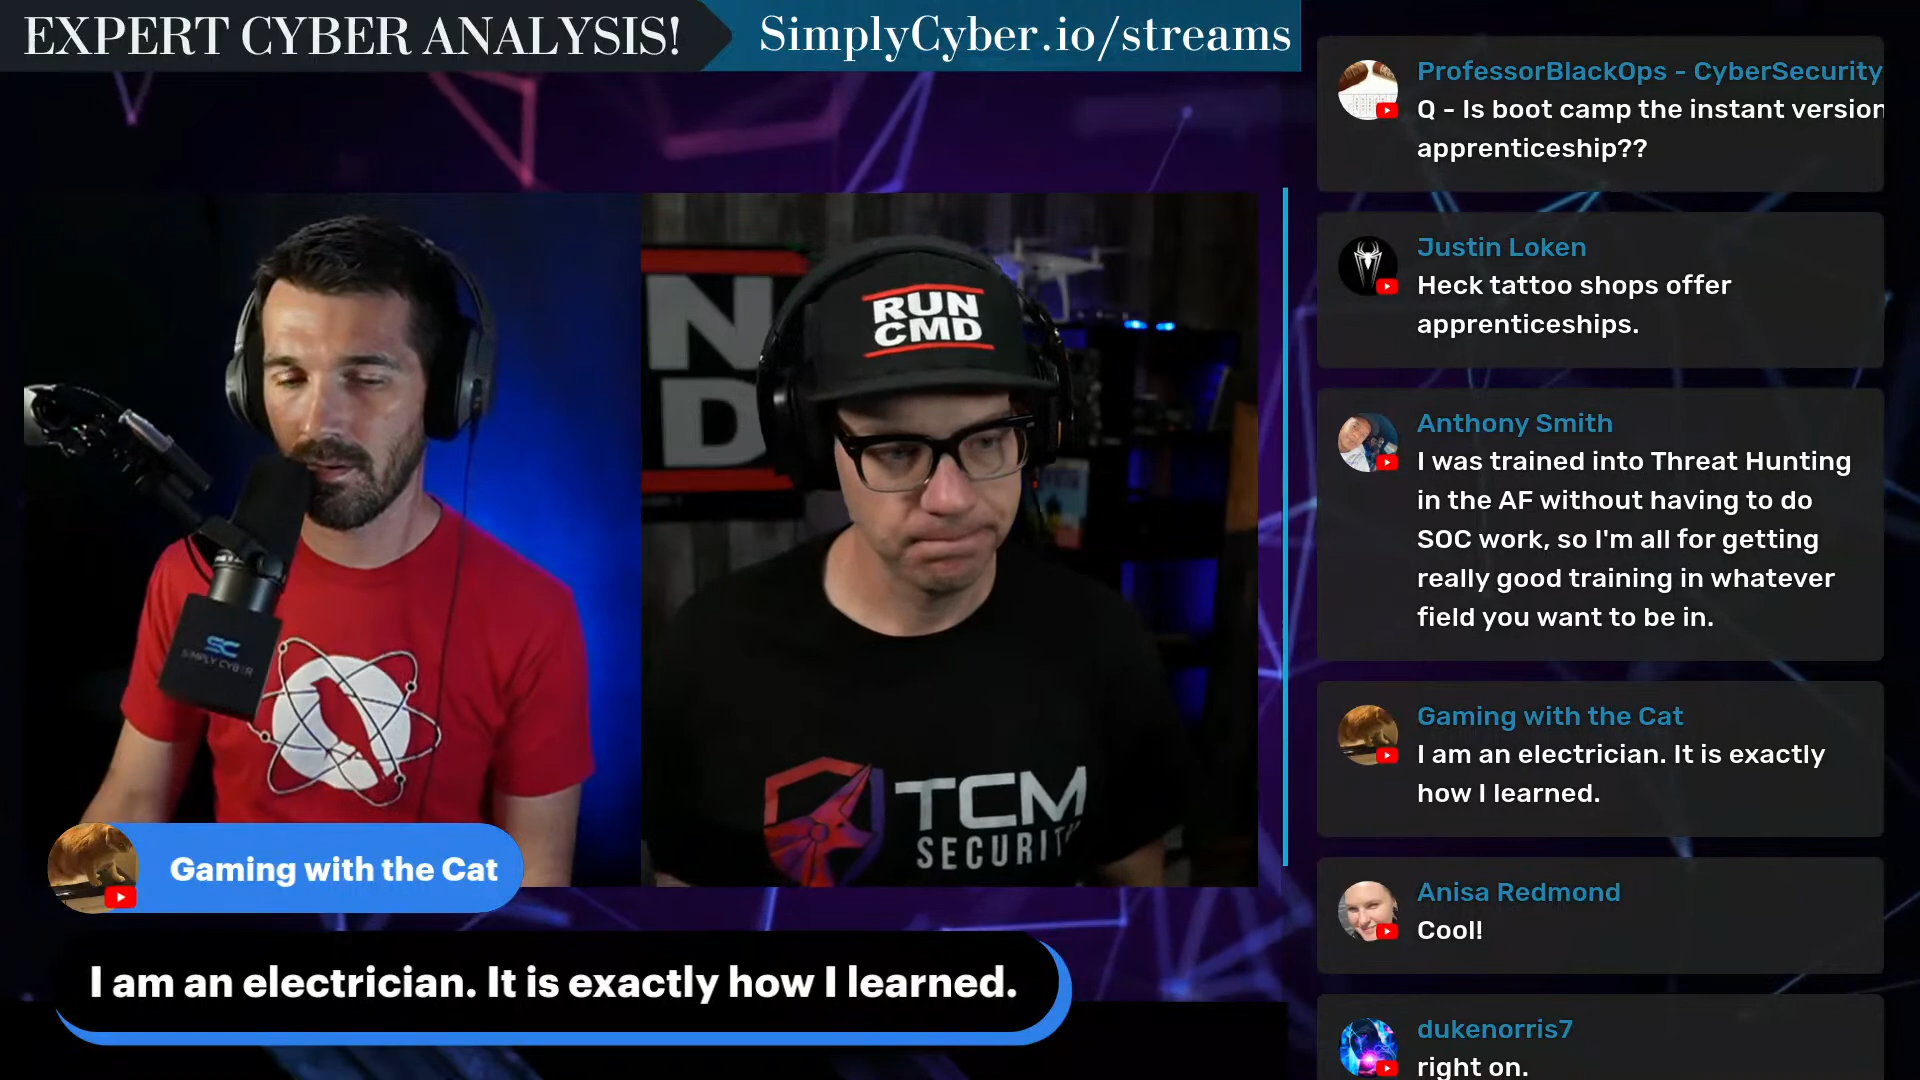 EXPERT CYBER ANALYSIS!
SimplyCyber.io/streams
ProfessorBlackOps - CyberSecurity
Q - Is boot camp the instant version
apprenticeship??
Justin Loken
Heck tattoo shops offer
apprenticeships.
Anthony Smith
I was trained into Threat Hunting
in the AF without having to do
SOC work, so I'm all for getting
really good training in whatever
field you want to be in.
Gaming with the Cat
I am an electrician. It is exactly
how I learned.
Anisa Redmond
Cool!
dukenorris7
right on.
N
D
RUN
CMD
SC
SIMPLY CYBER
TCM
SECURITY
Gaming with the Cat
I am an electrician. It is exactly how I learned.